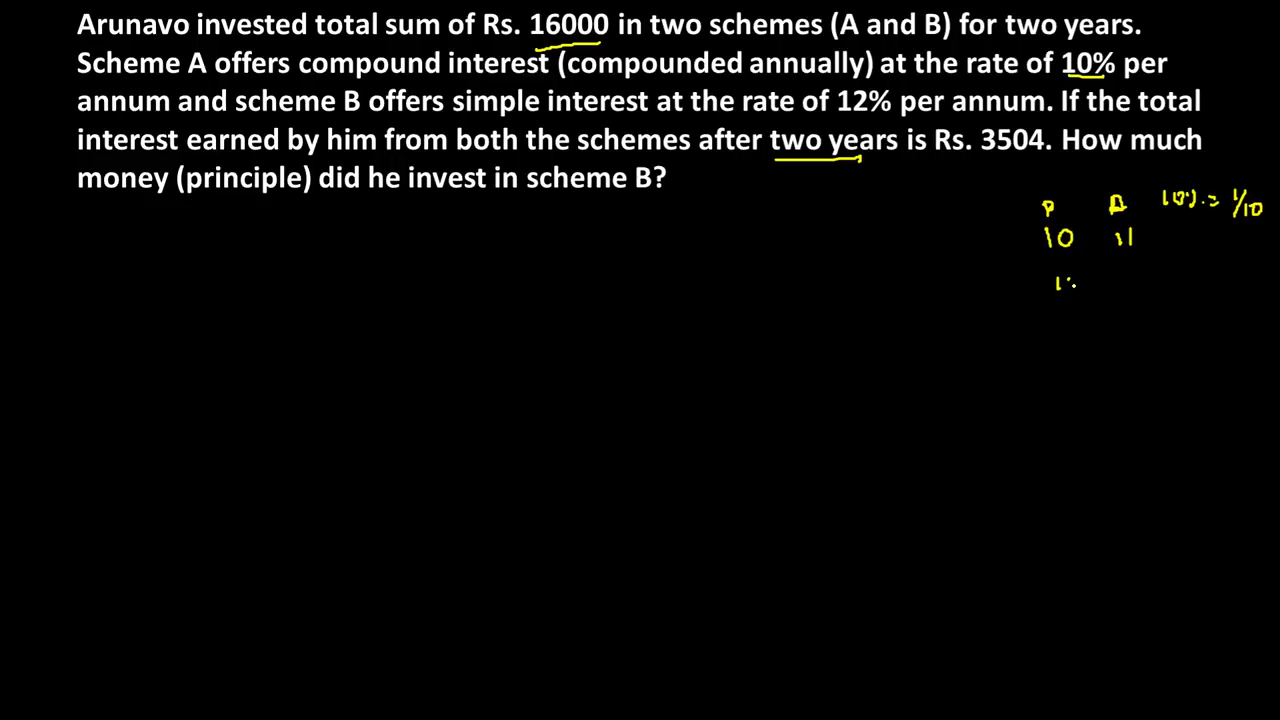 Arunavo invested total sum of Rs. 16000 in two schemes (A and B) for two years.
Scheme A offers compound interest (compounded annually) at the rate of 10% per
annum and scheme B offers simple interest at the rate of 12% per annum. If the total
interest earned by him from both the schemes after two years is Rs. 3504. How much
money (principle) did he invest in scheme B?
P A 10% = 1/10
10 11